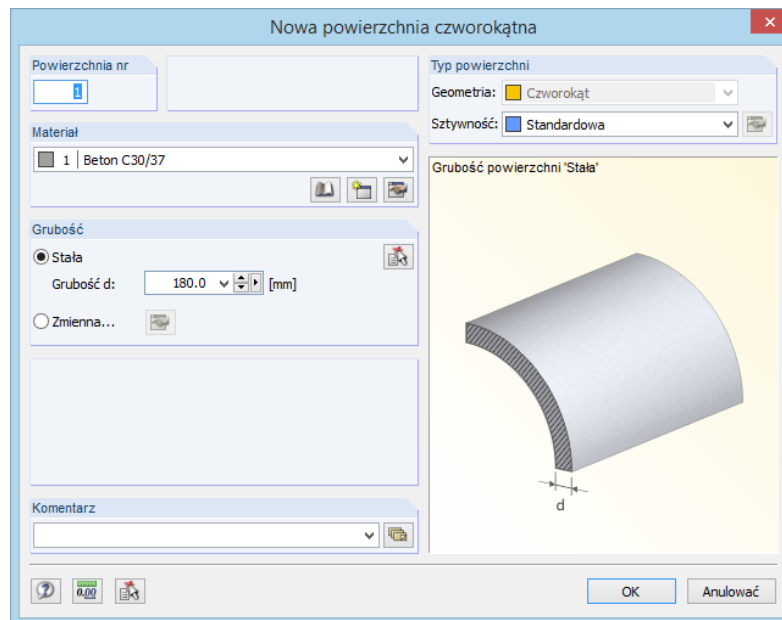 Nowa powierzchnia czworokątna
Powierzchnia nr
1
Materiał
1 Beton C30/37
Grubość
Stała
Grubość d: 180.0 [mm]
Zmienna...
Komentarz
Typ powierzchni
Geometria: Czworokąt
Sztywność: Standardowa
Grubość powierzchni 'Stała'
d
0.00
OK Anulować